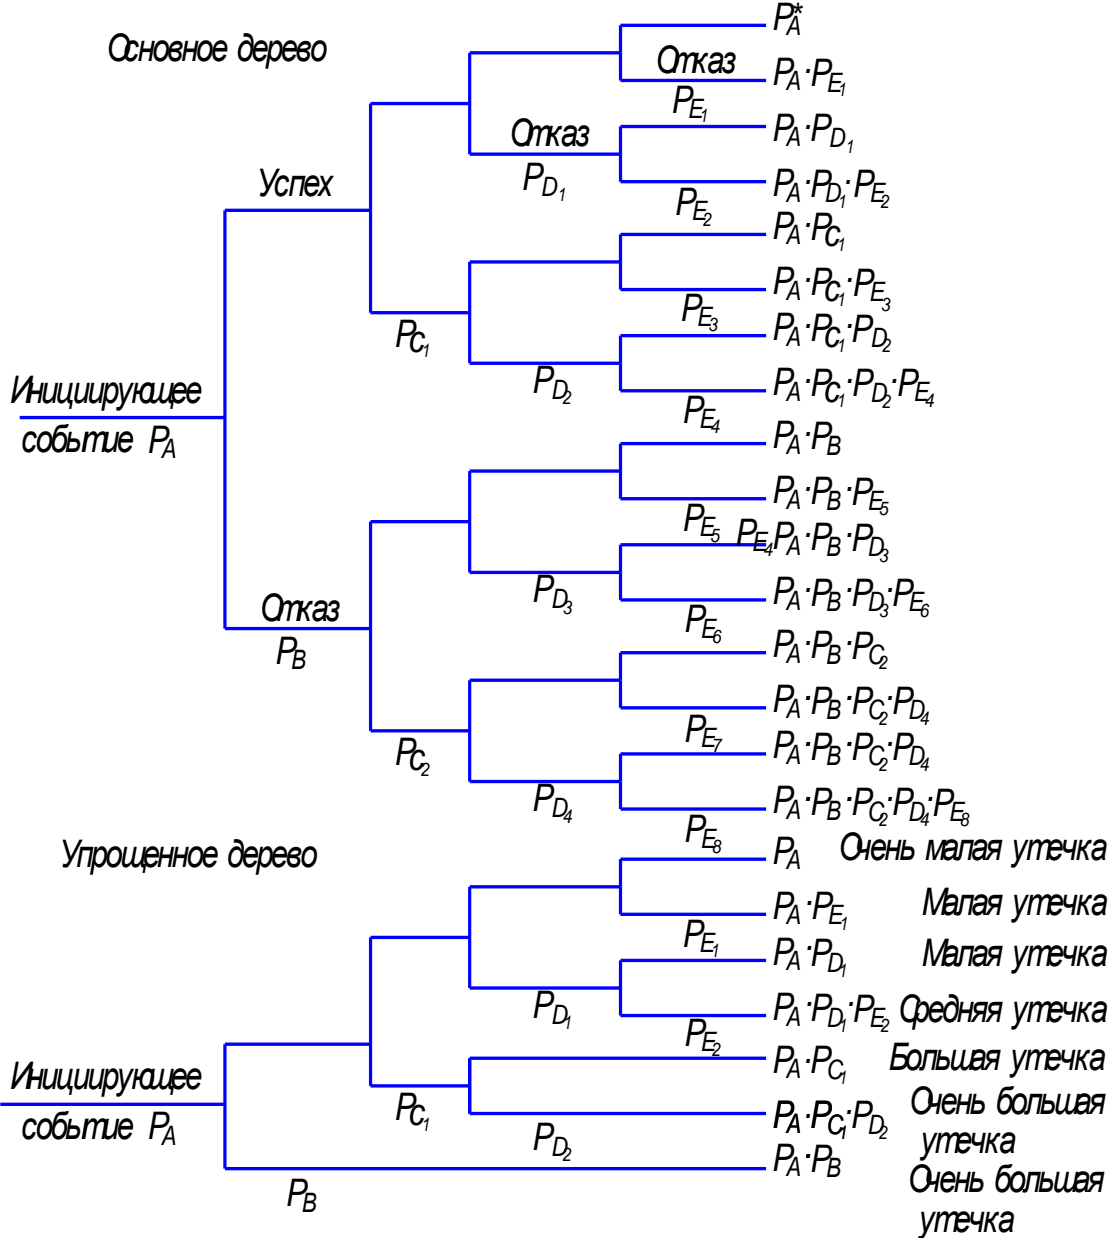 Основное дерево
P_A*
Отказ
P_E₁
P_A·P_E₁
Отказ
P_D₁
P_A·P_D₁
Успех
P_E₂
P_A·P_D₁·P_E₂
P_A·P_C₁
P_C₁
P_E₃
P_A·P_C₁·P_E₃
P_A·P_C₁·P_D₂
P_D₂
P_E₄
P_A·P_C₁·P_D₂·P_E₄
Инициирующее
событие P_A
P_A·P_B
P_E₅
P_A·P_B·P_E₅
P_E₄
P_A·P_B·P_D₃
P_D₃
P_E₆
P_A·P_B·P_D₃·P_E₆
Отказ
P_B
P_A·P_B·P_C₂
P_C₂
P_E₇
P_A·P_B·P_C₂·P_D₄
P_A·P_B·P_C₂·P_D₄
P_D₄
P_E₈
P_A·P_B·P_C₂·P_D₄·P_E₈
Упрощенное дерево
P_A Очень малая утечка
P_E₁
P_A·P_E₁ Малая утечка
P_A·P_D₁ Малая утечка
P_D₁
P_E₂
P_A·P_D₁·P_E₂ Средняя утечка
P_A·P_C₁ Большая утечка
Инициирующее
событие P_A
P_C₁
P_D₂
P_A·P_C₁·P_D₂ Очень большая
утечка
P_B
P_A·P_B Очень большая
утечка